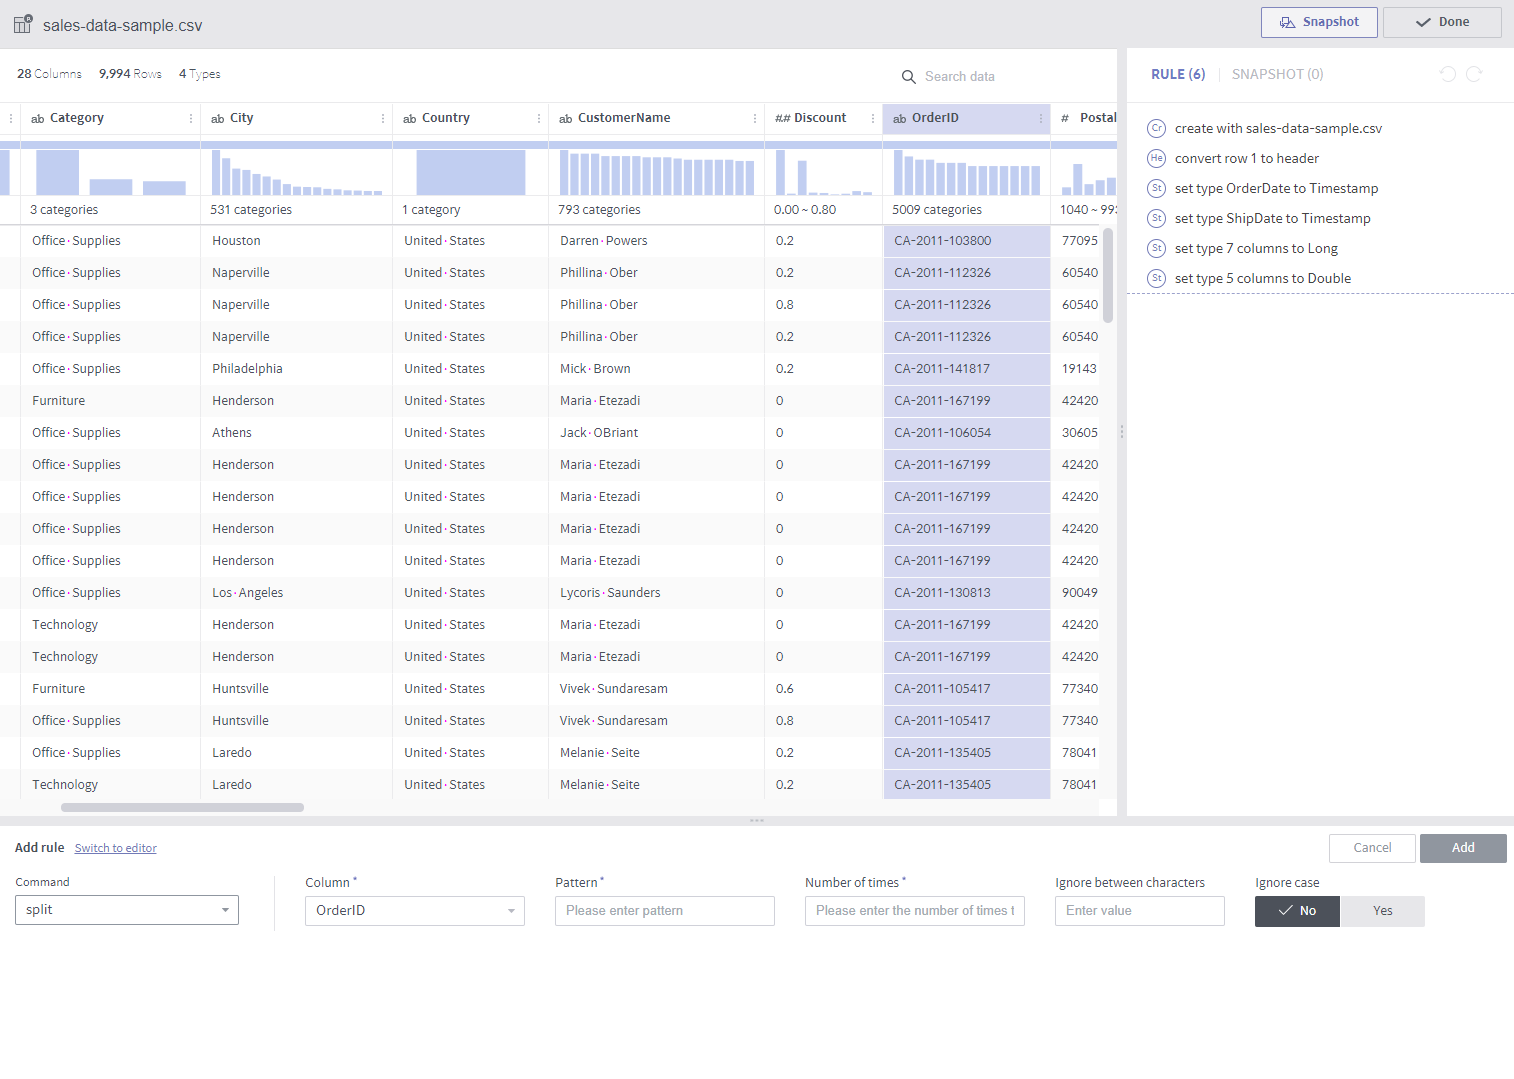 sales-data-sample.csv
Snapshot
Done
28 Columns 9,994 Rows 4 Types
Search data
RULE (6) SNAPSHOT (0)
ab Category ab City ab Country ab CustomerName ## Discount ab OrderID # Postal
3 categories 531 categories 1 category 793 categories 0.00 ~ 0.80 5009 categories 1040 ~ 99
Office·Supplies Houston United·States Darren·Powers 0.2 CA-2011-103800 77095
Office·Supplies Naperville United·States Phillina·Ober 0.2 CA-2011-112326 60540
Office·Supplies Naperville United·States Phillina·Ober 0.8 CA-2011-112326 60540
Office·Supplies Naperville United·States Phillina·Ober 0.2 CA-2011-112326 60540
Office·Supplies Philadelphia United·States Mick·Brown 0.2 CA-2011-141817 19143
Furniture Henderson United·States Maria·Etezadi 0 CA-2011-167199 42420
Office·Supplies Athens United·States Jack·OBriant 0 CA-2011-106054 30605
Office·Supplies Henderson United·States Maria·Etezadi 0 CA-2011-167199 42420
Office·Supplies Henderson United·States Maria·Etezadi 0 CA-2011-167199 42420
Office·Supplies Henderson United·States Maria·Etezadi 0 CA-2011-167199 42420
Office·Supplies Henderson United·States Maria·Etezadi 0 CA-2011-167199 42420
Office·Supplies Los·Angeles United·States Lycoris·Saunders 0 CA-2011-130813 90049
Technology Henderson United·States Maria·Etezadi 0 CA-2011-167199 42420
Technology Henderson United·States Maria·Etezadi 0 CA-2011-167199 42420
Furniture Huntsville United·States Vivek·Sundaresam 0.6 CA-2011-105417 77340
Office·Supplies Huntsville United·States Vivek·Sundaresam 0.8 CA-2011-105417 77340
Office·Supplies Laredo United·States Melanie·Seite 0.2 CA-2011-135405 78041
Technology Laredo United·States Melanie·Seite 0.2 CA-2011-135405 78041
Cr create with sales-data-sample.csv
He convert row 1 to header
St set type OrderDate to Timestamp
St set type ShipDate to Timestamp
St set type 7 columns to Long
St set type 5 columns to Double
Add rule Switch to editor
Cancel
Add
Command Column * Pattern * Number of times * Ignore between characters Ignore case
split OrderID Please enter pattern Please enter the number of times t Enter value No Yes